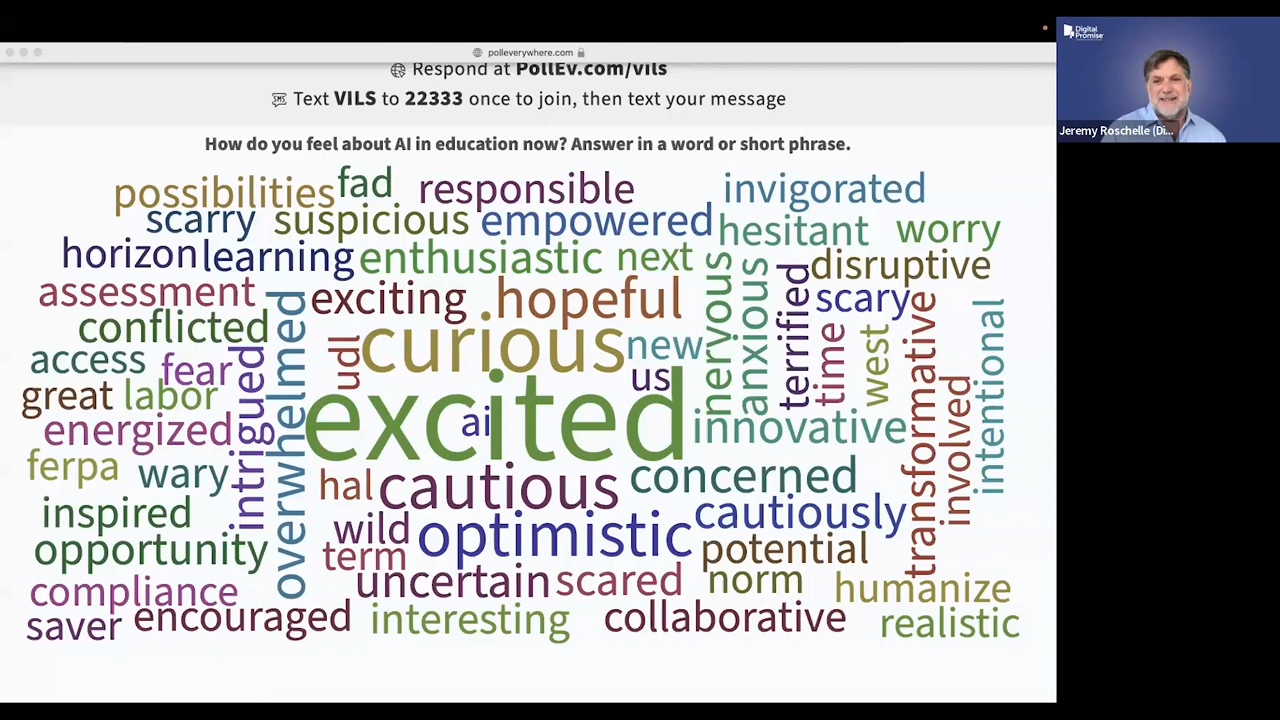 polleverywhere.com
Respond at PollEv.com/vils
Text VILS to 22333 once to join, then text your message
How do you feel about AI in education now? Answer in a word or short phrase.
possibilities fad responsible invigorated
scarry suspicious empowered hesitant worry
horizon learning enthusiastic next disruptive
assessment exciting hopeful nervous anxious terrified scary
conflicted curious new time west transformative intentional
access fear udl us
great labor intrigued overwhelmed excited ai involved
energized innovative
ferpa wary hal cautious concerned
inspired wild optimistic cautiously
opportunity term potential
compliance uncertain scared norm humanize
saver encouraged interesting collaborative realistic
Digital
Promise
Jeremy Roschelle (Di...